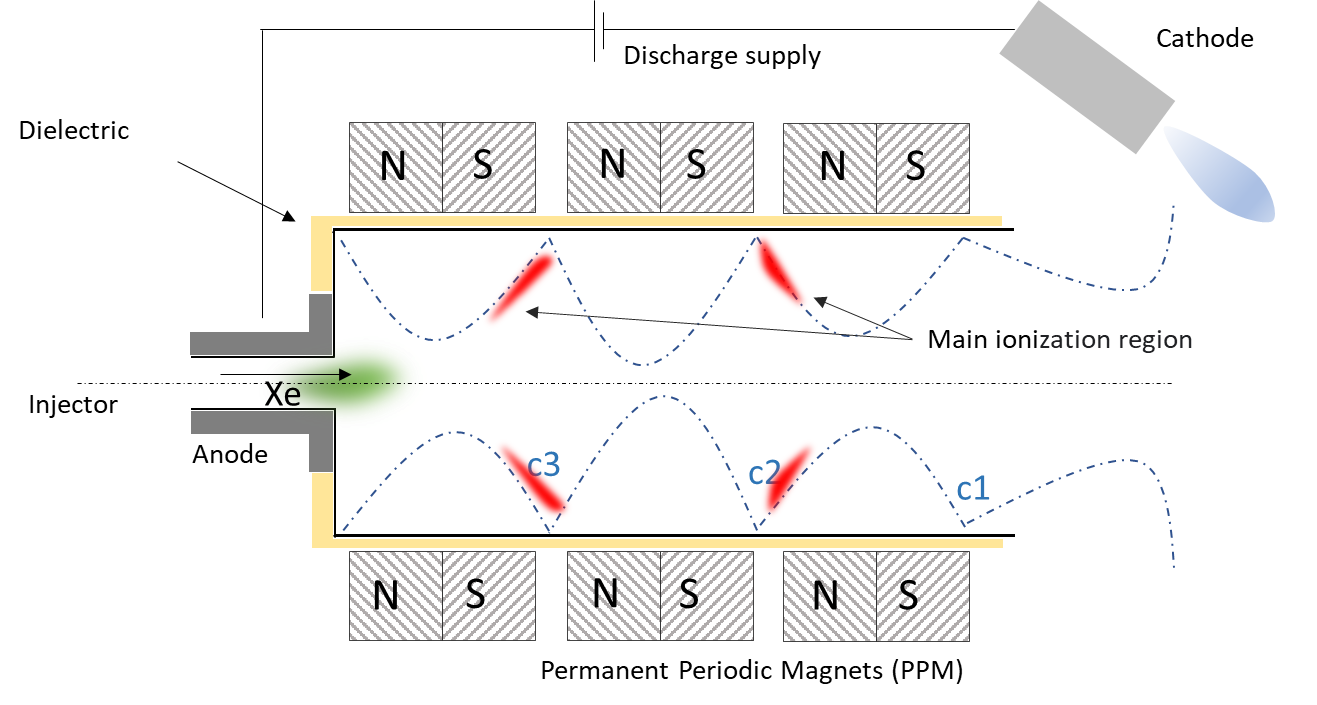 Cathode
Discharge supply
Dielectric
N S N S N S
Main ionization region
Xe
Injector
Anode
c3
c2
c1
N S N S N S
Permanent Periodic Magnets (PPM)